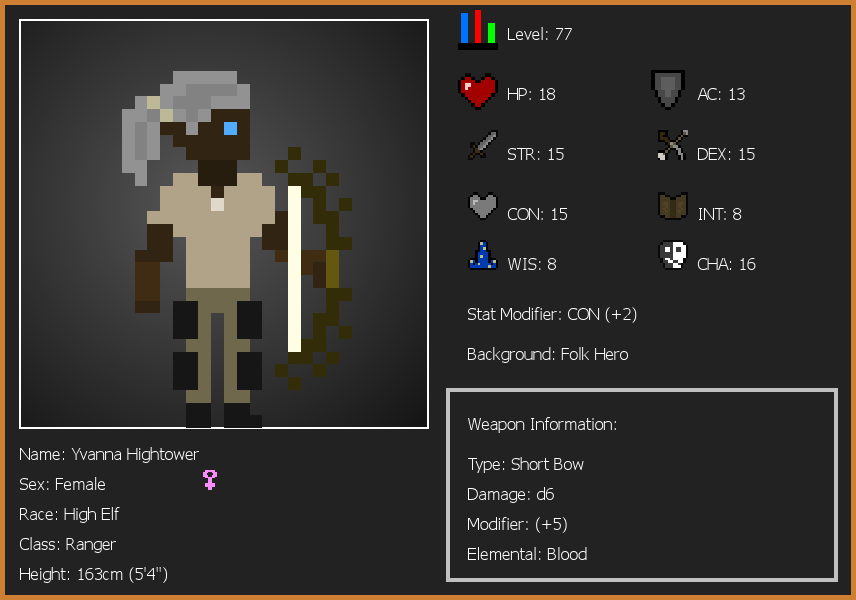 Level: 77
HP: 18
AC: 13
STR: 15
DEX: 15
CON: 15
INT: 8
WIS: 8
CHA: 16
Stat Modifier: CON (+2)
Background: Folk Hero
Weapon Information:
Type: Short Bow
Damage: d6
Modifier: (+5)
Elemental: Blood
Name: Yvanna Hightower
Sex: Female
Race: High Elf
Class: Ranger
Height: 163cm (5'4")